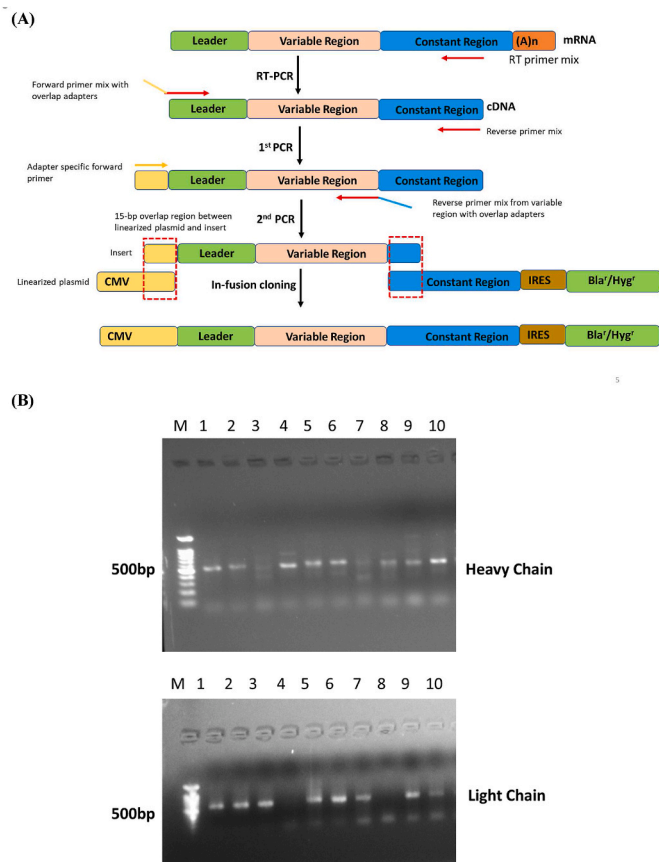 (A)
Leader Variable Region Constant Region (A)n mRNA
RT primer mix
RT-PCR
Forward primer mix with
overlap adapters
Leader Variable Region Constant Region cDNA
Reverse primer mix
1st PCR
Adapter specific forward
primer
Leader Variable Region Constant Region
Reverse primer mix from variable
region with overlap adapters
15-bp overlap region between
linearized plasmid and insert
2nd PCR
Insert Leader Variable Region
Linearized plasmid CMV In-fusion cloning Constant Region IRES Blar/Hygr
CMV Leader Variable Region Constant Region IRES Blar/Hygr
5
(B)
M 1 2 3 4 5 6 7 8 9 10
500bp Heavy Chain
M 1 2 3 4 5 6 7 8 9 10
500bp Light Chain